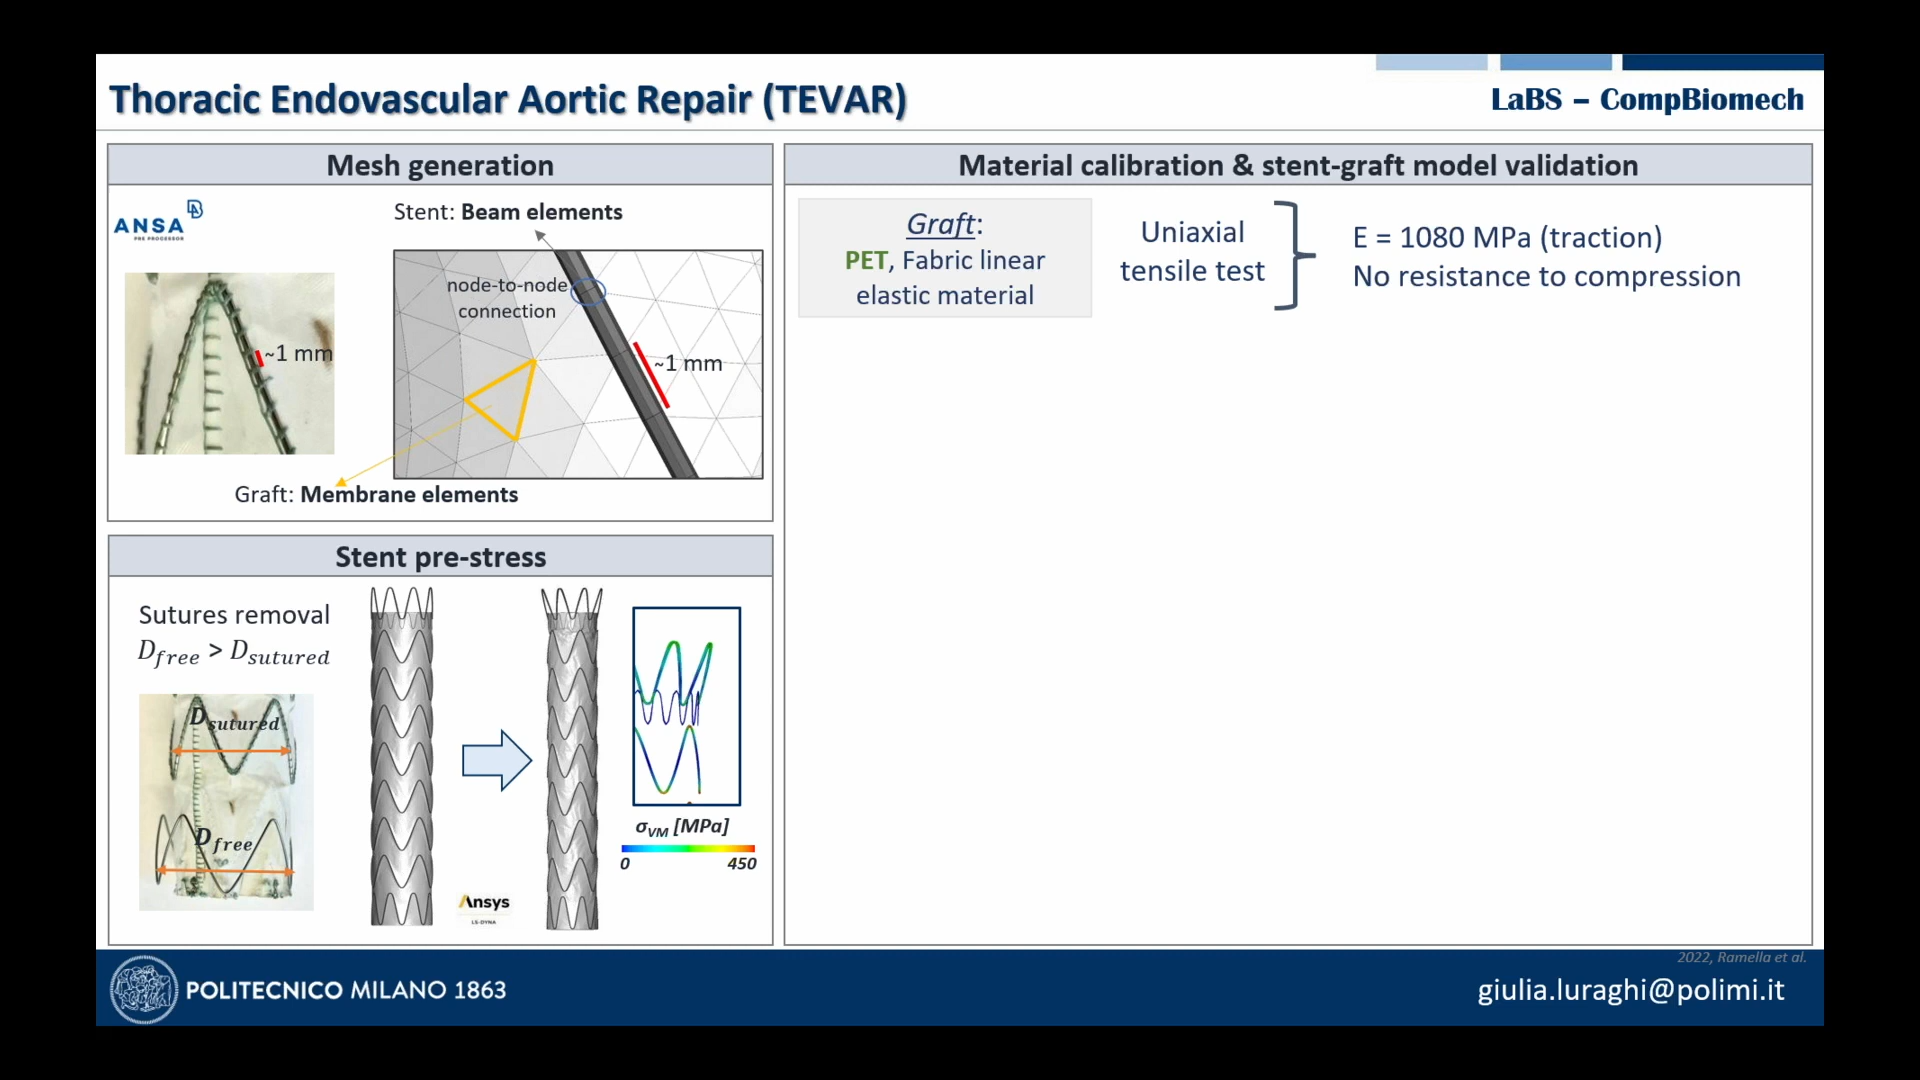 Thoracic Endovascular Aortic Repair (TEVAR)
LaBS – CompBiomech
Mesh generation
ANSA
PRE PROCESSOR
Stent: Beam elements
node-to-node
connection
~1 mm
~1 mm
Graft: Membrane elements
Stent pre-stress
Sutures removal
D_free > D_sutured
D_sutured
D_free
Ansys
LS-DYNA
σ_VM [MPa]
0 450
Material calibration & stent-graft model validation
Graft:
PET, Fabric linear
elastic material
Uniaxial
tensile test
E = 1080 MPa (traction)
No resistance to compression
2022, Ramella et al.
POLITECNICO MILANO 1863
giulia.luraghi@polimi.it